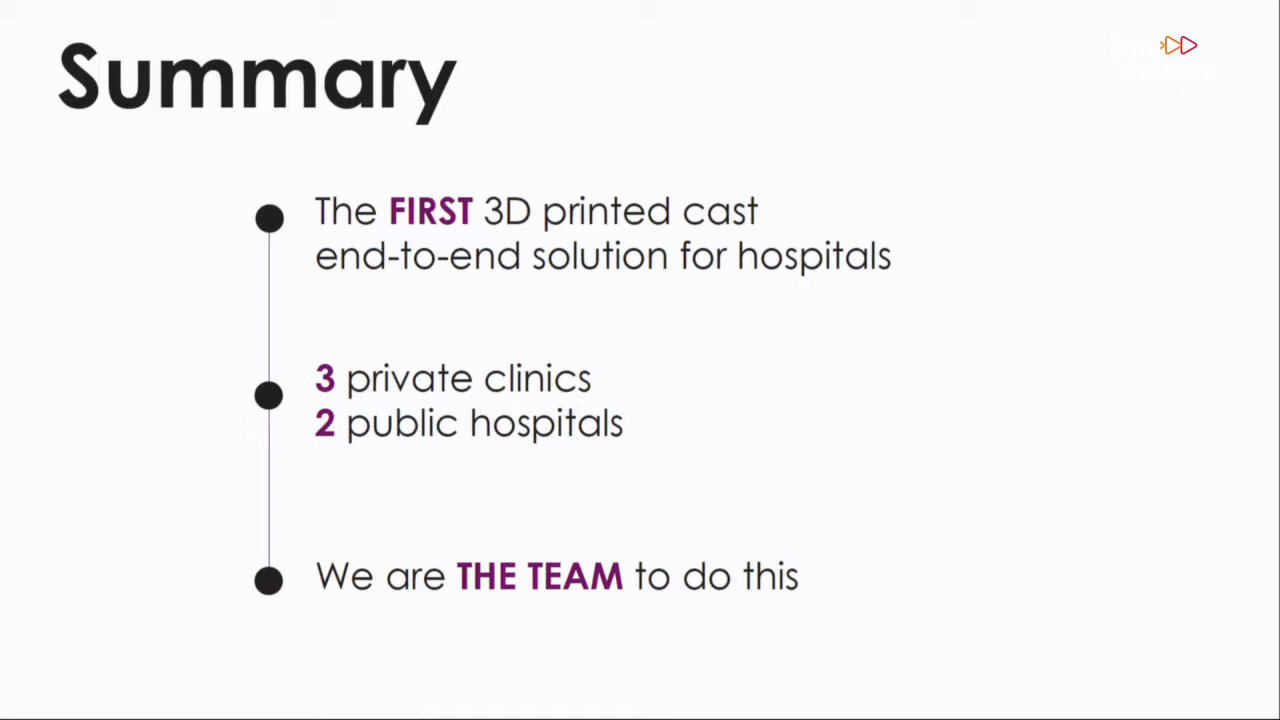 Summary
The FIRST 3D printed cast
end-to-end solution for hospitals
3 private clinics
2 public hospitals
We are THE TEAM to do this